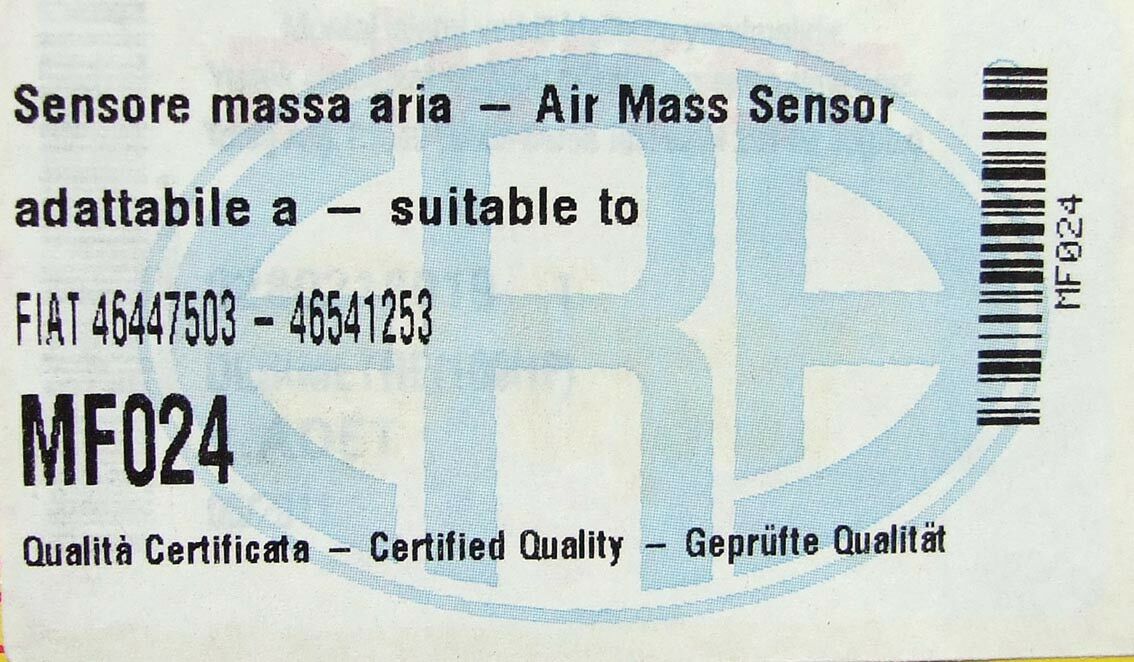 Sensore massa aria – Air Mass Sensor
adattabile a – suitable to
FIAT 46447503 - 46541253
MF024
Qualità Certificata – Certified Quality – Geprüfte Qualität
MF024
ERA